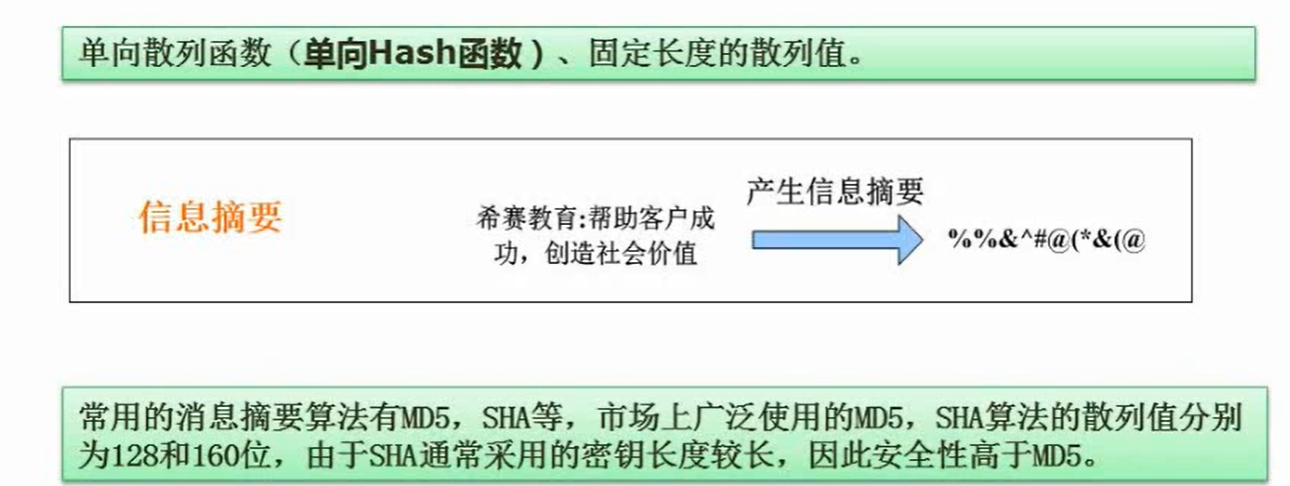 单向散列函数（单向Hash函数）、固定长度的散列值。
产生信息摘要
信息摘要
希赛教育:帮助客户成
功，创造社会价值
%%&^#@(*&(@
常用的消息摘要算法有MD5，SHA等，市场上广泛使用的MD5，SHA算法的散列值分别
为128和160位，由于SHA通常采用的密钥长度较长，因此安全性高于MD5。